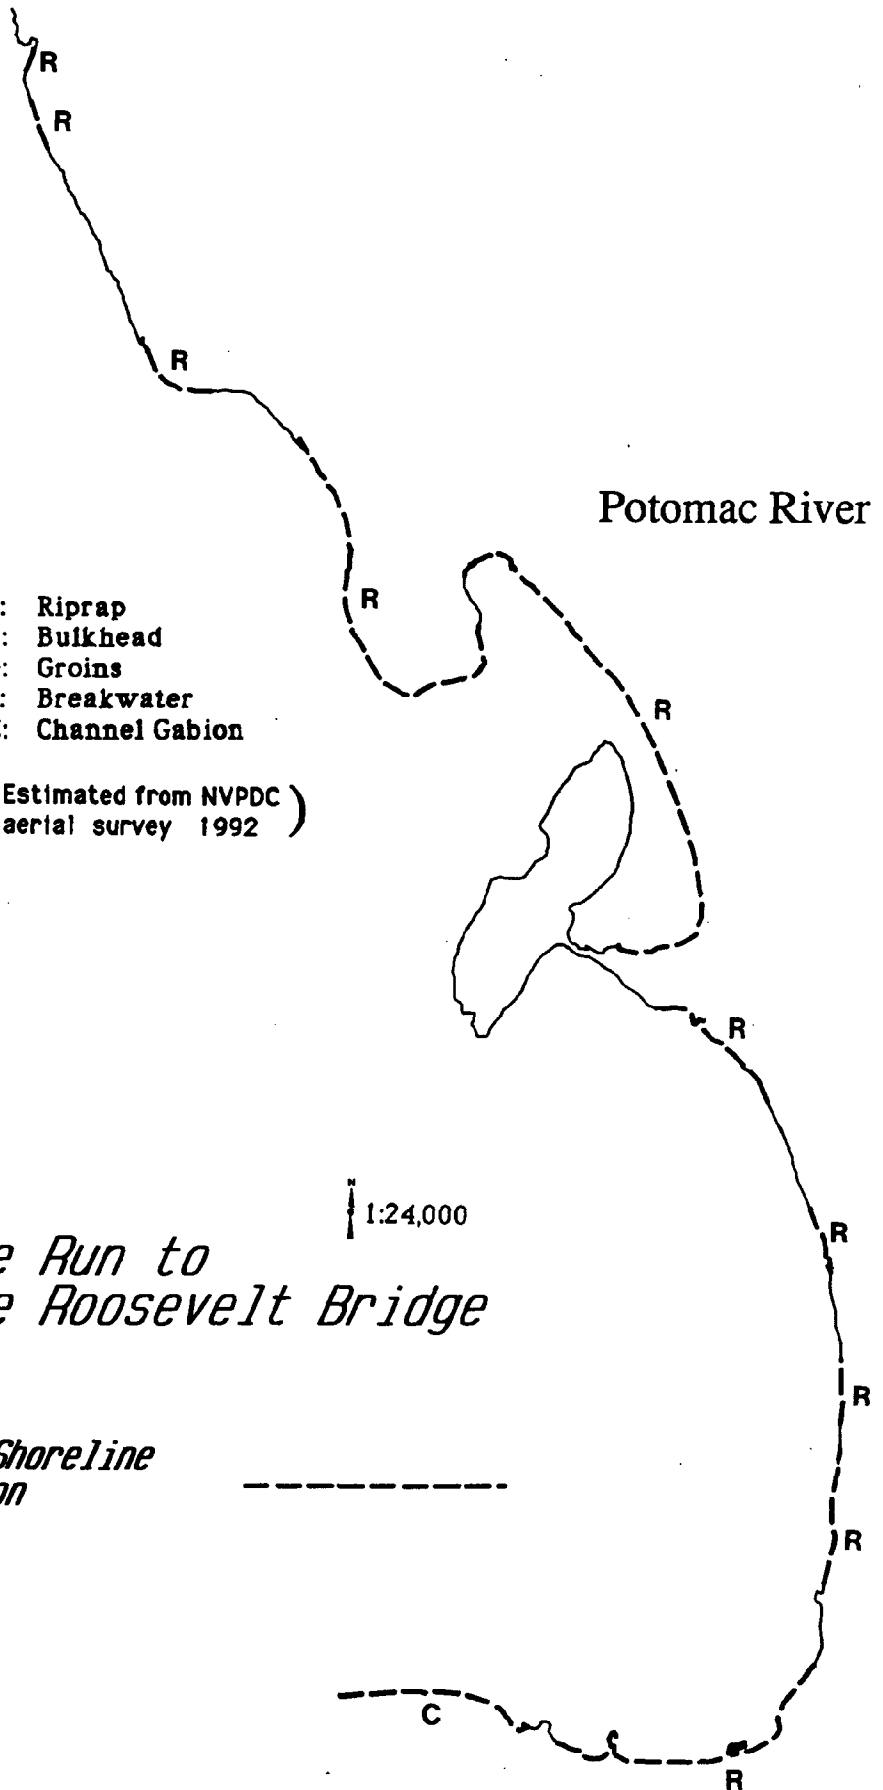 R
R
R
Potomac River
R
: Riprap
: Bulkhead
: Groins
: Breakwater
: Channel Gabion
R
Estimated from NVPDC )
aerial survey 1992
R
N
1:24,000
R
e Run to
e Roosevelt Bridge
R
Shoreline
on
R
C
R